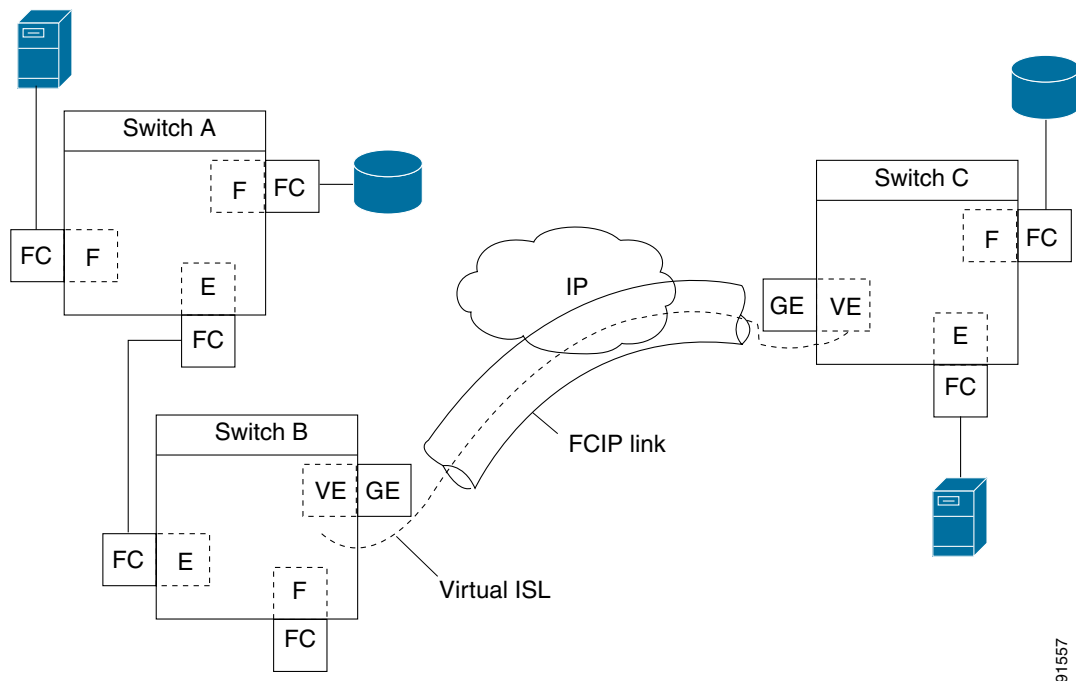 Switch A
F FC
FC F
E
FC
Switch B
VE GE
FC E
F
FC
IP
FCIP link
Virtual ISL
Switch C
F FC
GE VE
E
FC
91557